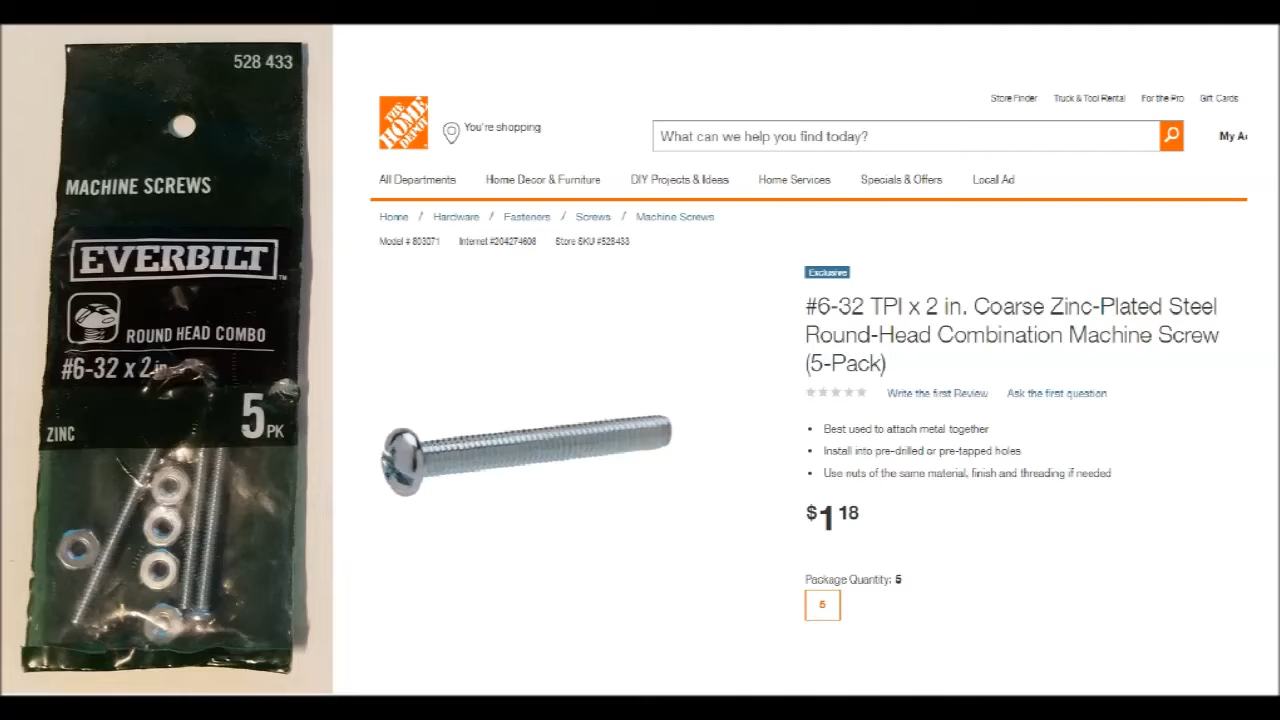 528 433
MACHINE SCREWS
EVERBILT™
ROUND HEAD COMBO
#6-32 x 2 in
ZINC
5 PK
THE HOME DEPOT
You're shopping
What can we help you find today?
Store Finder Truck & Tool Rental For the Pro Gift Cards
My Ac
All Departments Home Decor & Furniture DIY Projects & Ideas Home Services Specials & Offers Local Ad
Home / Hardware / Fasteners / Screws / Machine Screws
Model # 803071 Internet #204274608 Store SKU #528433
Exclusive
#6-32 TPI x 2 in. Coarse Zinc-Plated Steel
Round-Head Combination Machine Screw
(5-Pack)
Write the first Review Ask the first question
• Best used to attach metal together
• Install into pre-drilled or pre-tapped holes
• Use nuts of the same material, finish and threading if needed
$1 18
Package Quantity: 5
5